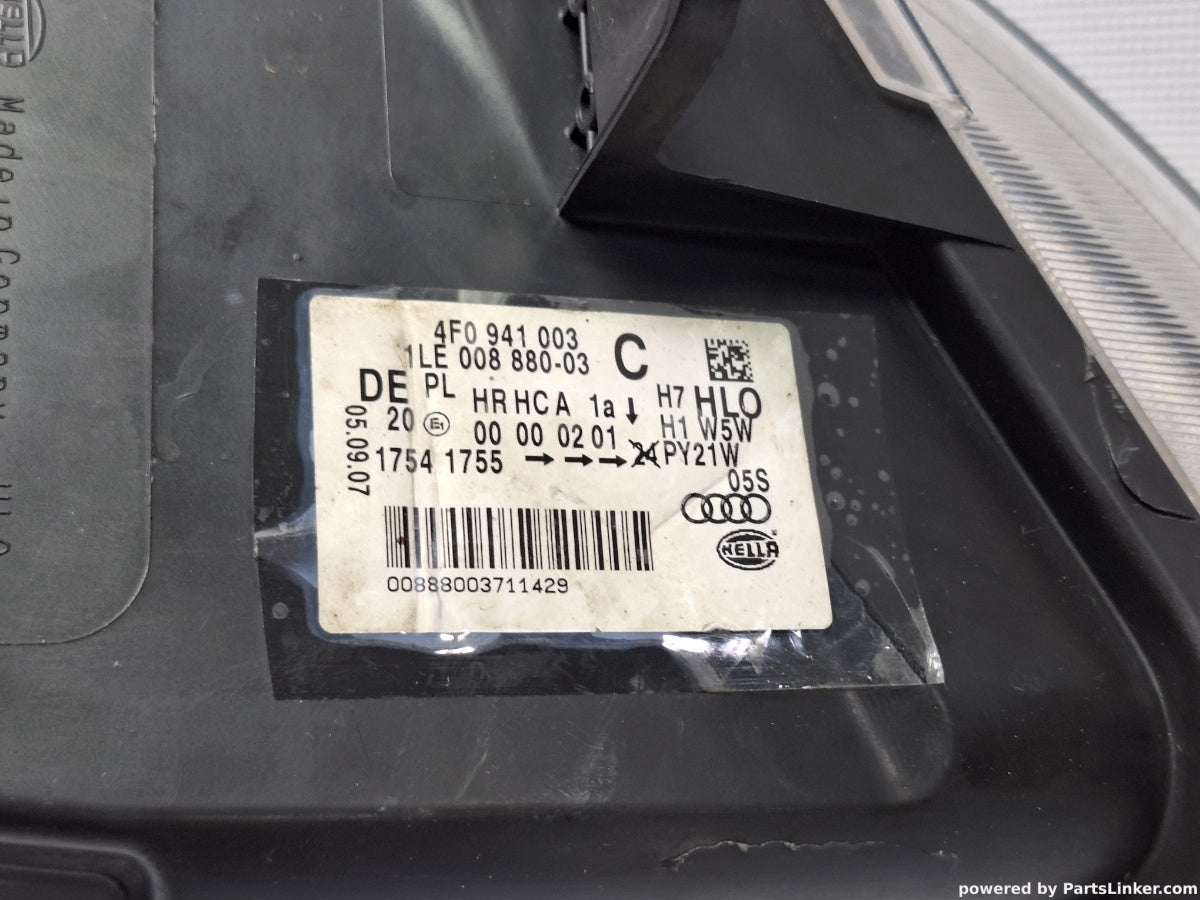 HELLA
Made in Germany
4F0 941 003 C
1LE 008 880-03
DE PL HR HC A 1a ↓ H7 HLO
20 E1 00 00 02 01 H1 W5W
1754 1755 → → → 24 PY21W
05S
05.09.07
HELLA
00888003711429
powered by PartsLinker.com